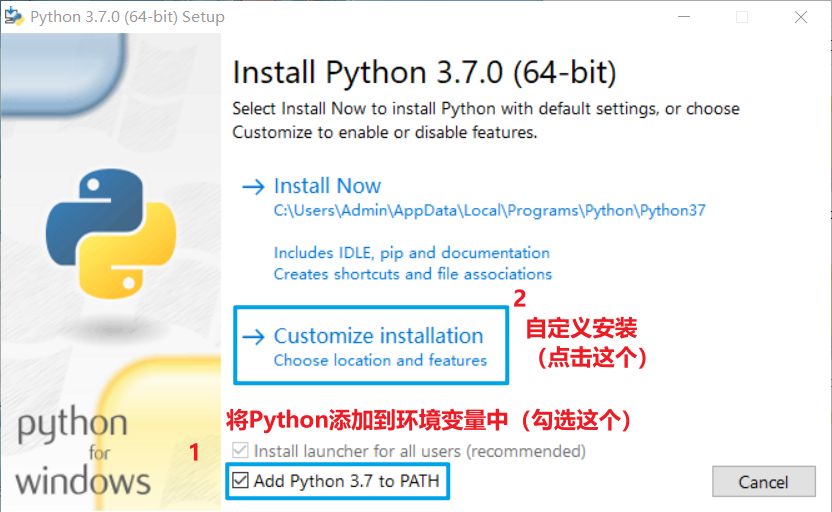 Python 3.7.0 (64-bit) Setup
Install Python 3.7.0 (64-bit)
Select Install Now to install Python with default settings, or choose
Customize to enable or disable features.
Install Now
C:\Users\Admin\AppData\Local\Programs\Python\Python37
Includes IDLE, pip and documentation
Creates shortcuts and file associations
2
自定义安装
（点击这个）
Customize installation
Choose location and features
将Python添加到环境变量中（勾选这个）
1
Install launcher for all users (recommended)
Add Python 3.7 to PATH
Cancel
python
for
windows